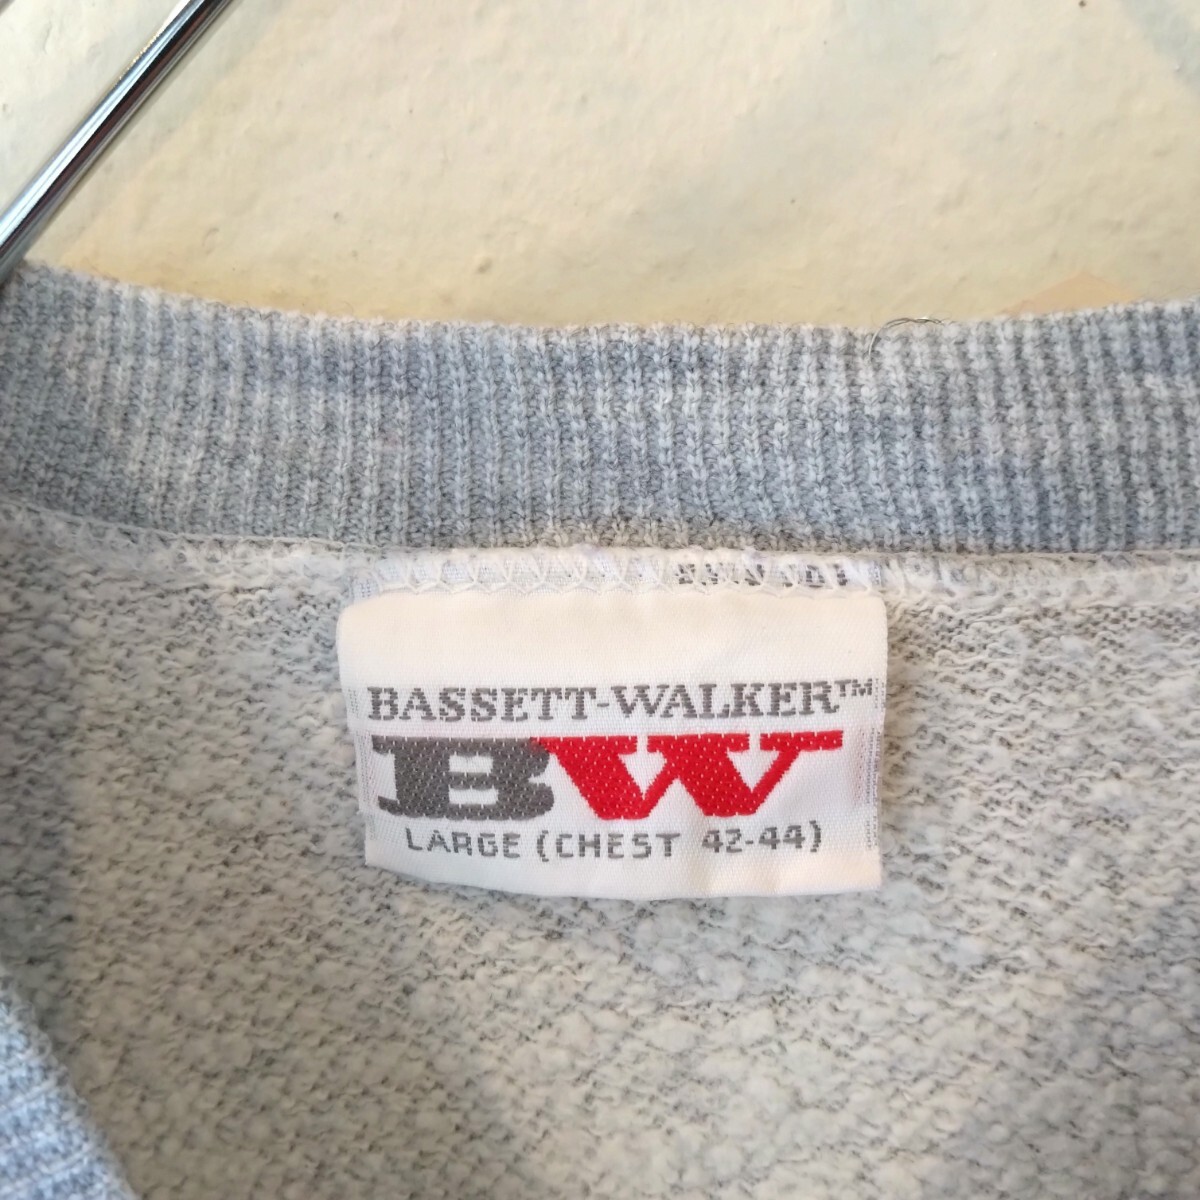 BASSETT-WALKER™
BW
LARGE (CHEST 42-44)